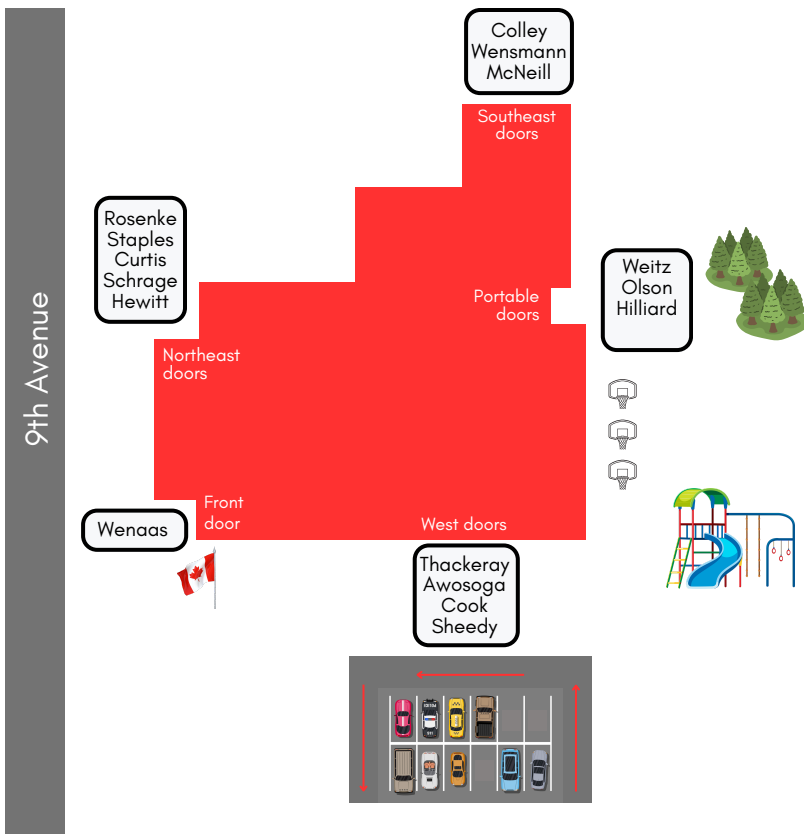 Colley
Wensmann
McNeill
Southeast
doors
Rosenke
Staples
Curtis
Schrage
Hewitt
Weitz
Olson
Hilliard
Portable
doors
9th Avenue
Northeast
doors
Front
door
West doors
Wenaas
Thackeray
Awosoga
Cook
Sheedy